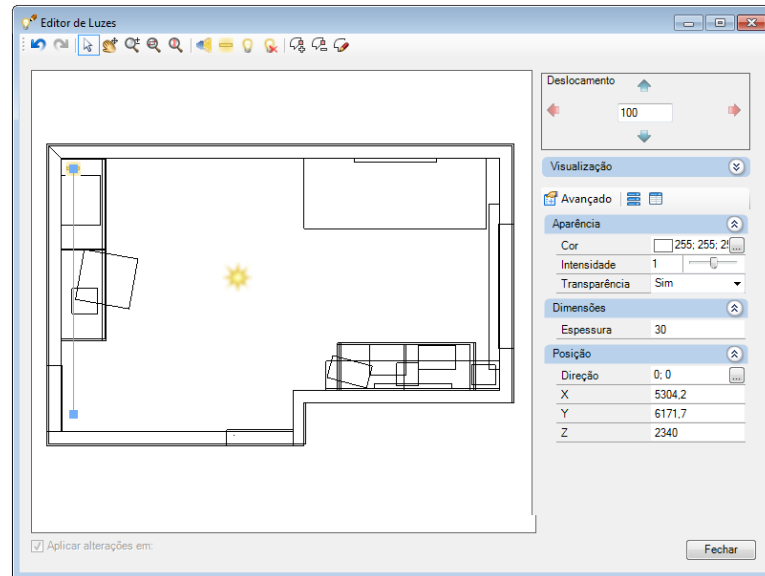 Editor de Luzes
Deslocamento
100
Visualização
Avançado
Aparência
Cor 255; 255; 25
Intensidade 1
Transparência Sim
Dimensões
Espessura 30
Posição
Direção 0; 0
X 5304,2
Y 6171,7
Z 2340
Aplicar alterações em:
Fechar